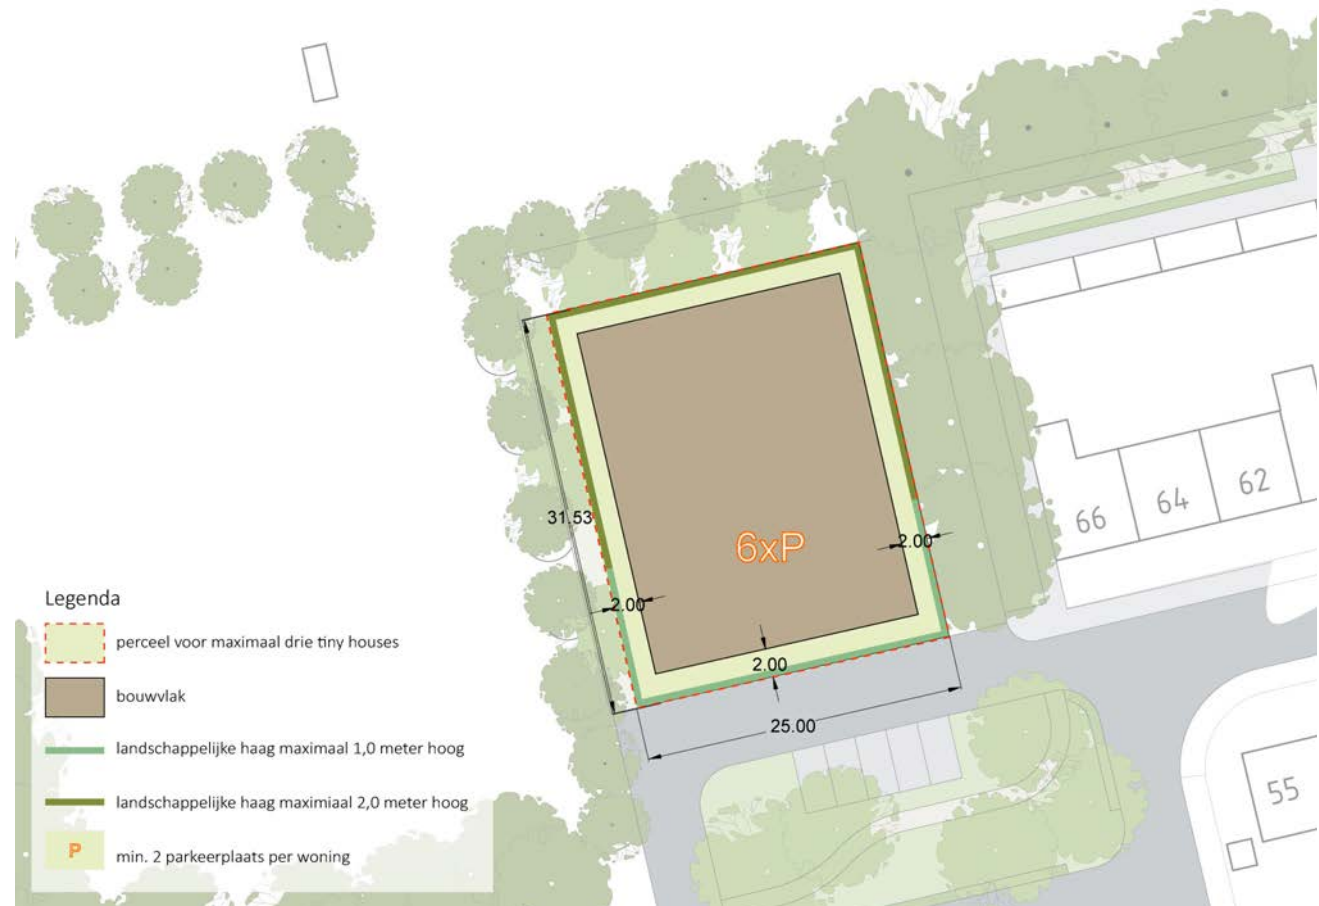 31.53
6xP
2.00
2.00
2.00
25.00
66
64
62
55
Legenda
perceel voor maximaal drie tiny houses
bouwvlak
landschappelijke haag maximaal 1,0 meter hoog
landschappelijke haag maximiaal 2,0 meter hoog
P min. 2 parkeerplaats per woning